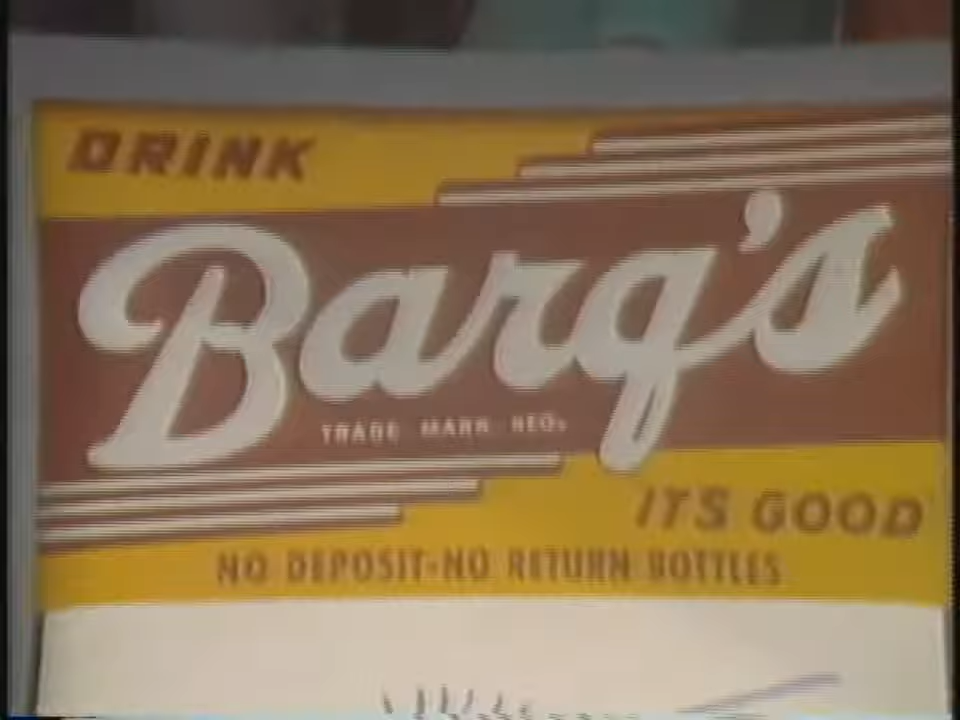 DRINK
Barq's
TRADE MARK REG.
ITS GOOD
NO DEPOSIT-NO RETURN BOTTLES